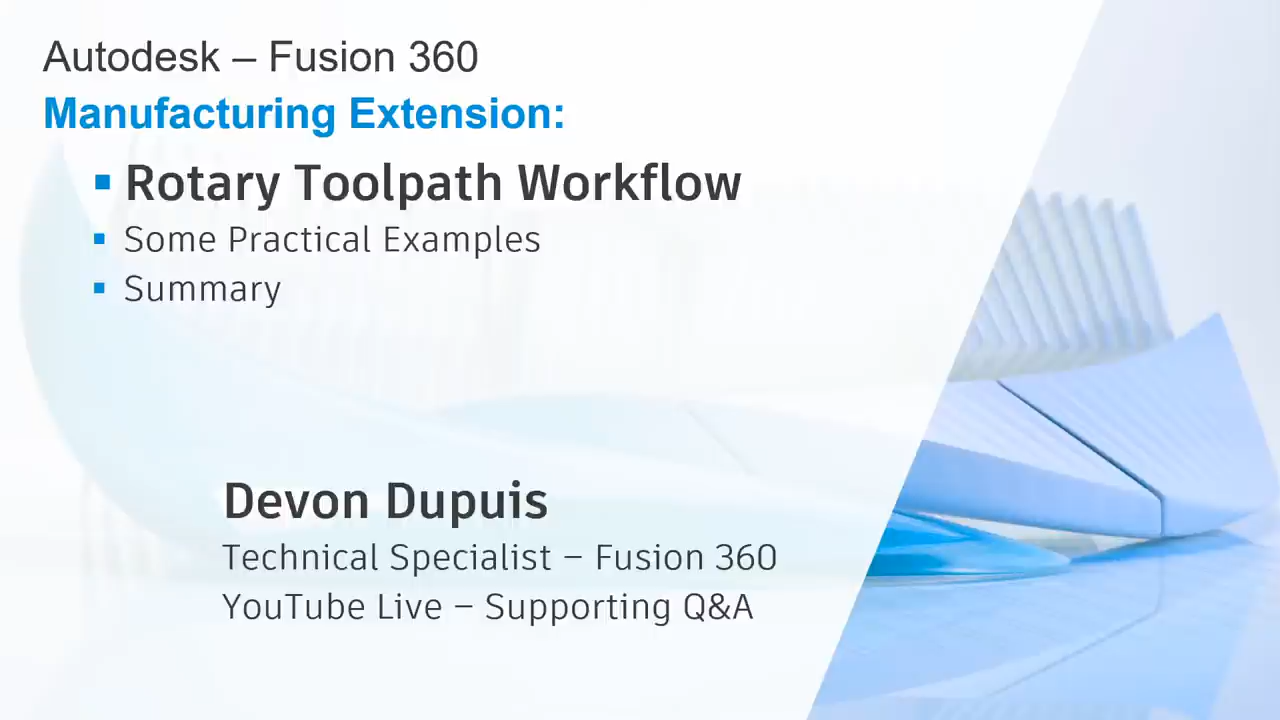 Autodesk – Fusion 360
Manufacturing Extension:
▪ Rotary Toolpath Workflow
▪ Some Practical Examples
▪ Summary
Devon Dupuis
Technical Specialist – Fusion 360
YouTube Live – Supporting Q&A